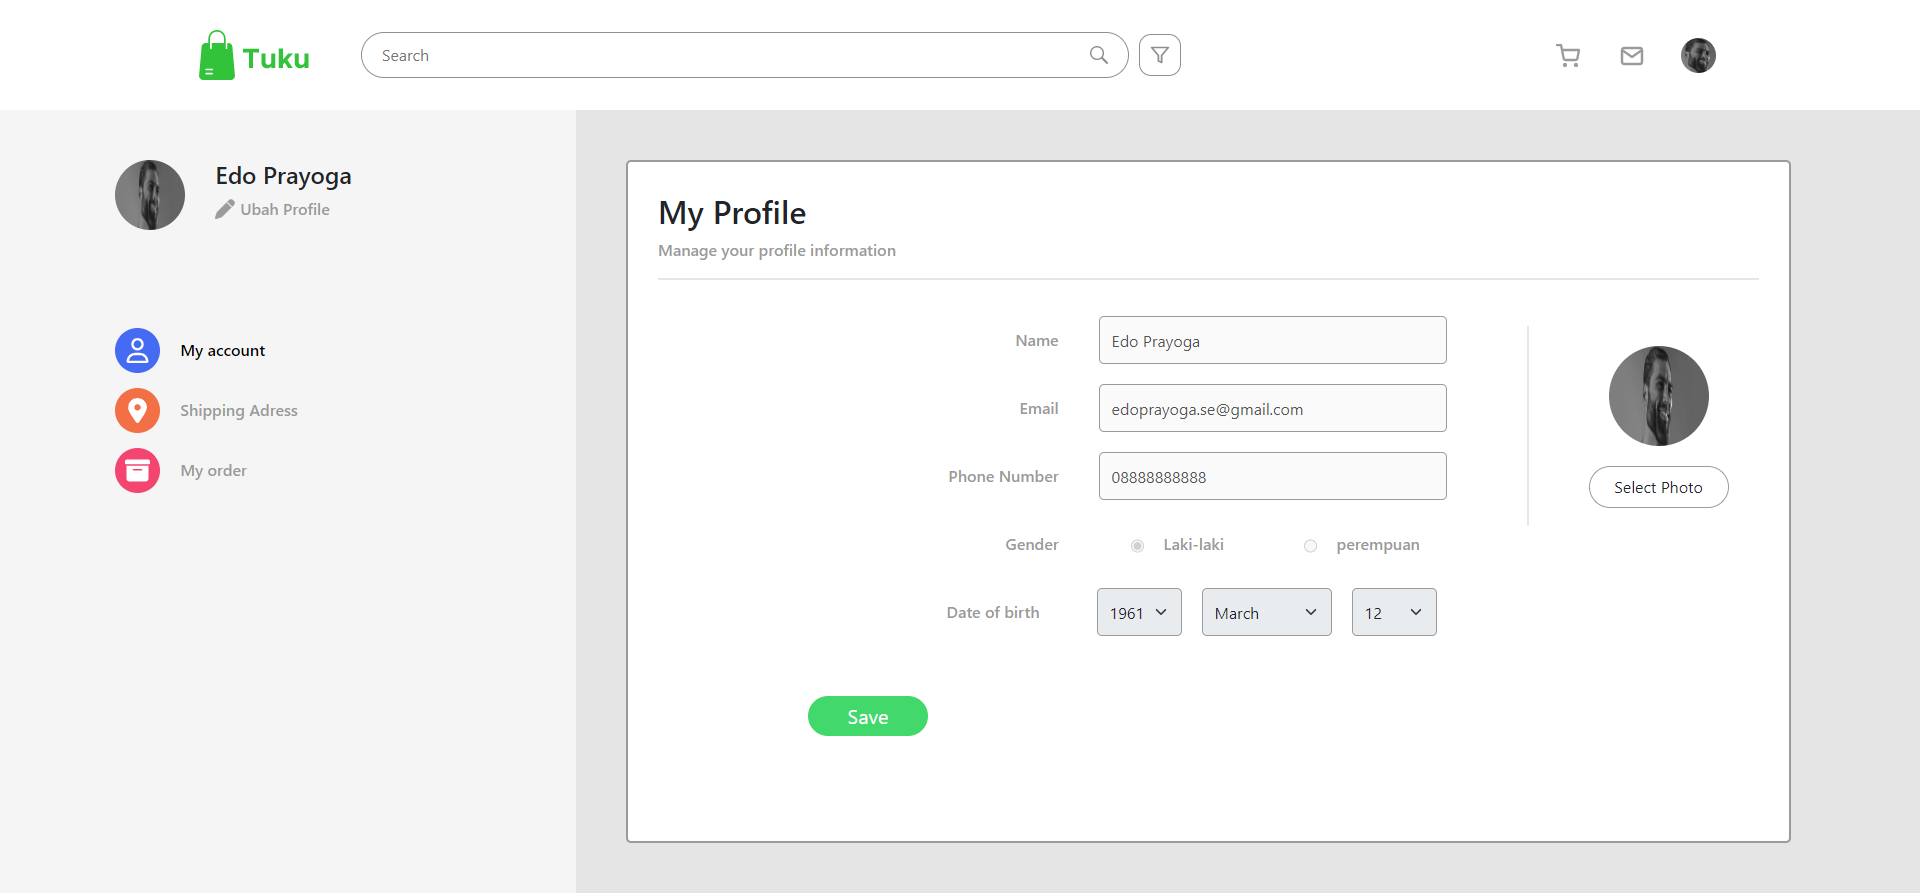 Tuku
Search
Edo Prayoga
Ubah Profile
My account
Shipping Adress
My order
My Profile
Manage your profile information
Name
Edo Prayoga
Email
edoprayoga.se@gmail.com
Phone Number
08888888888
Gender
Laki-laki
perempuan
Date of birth
1961
March
12
Select Photo
Save